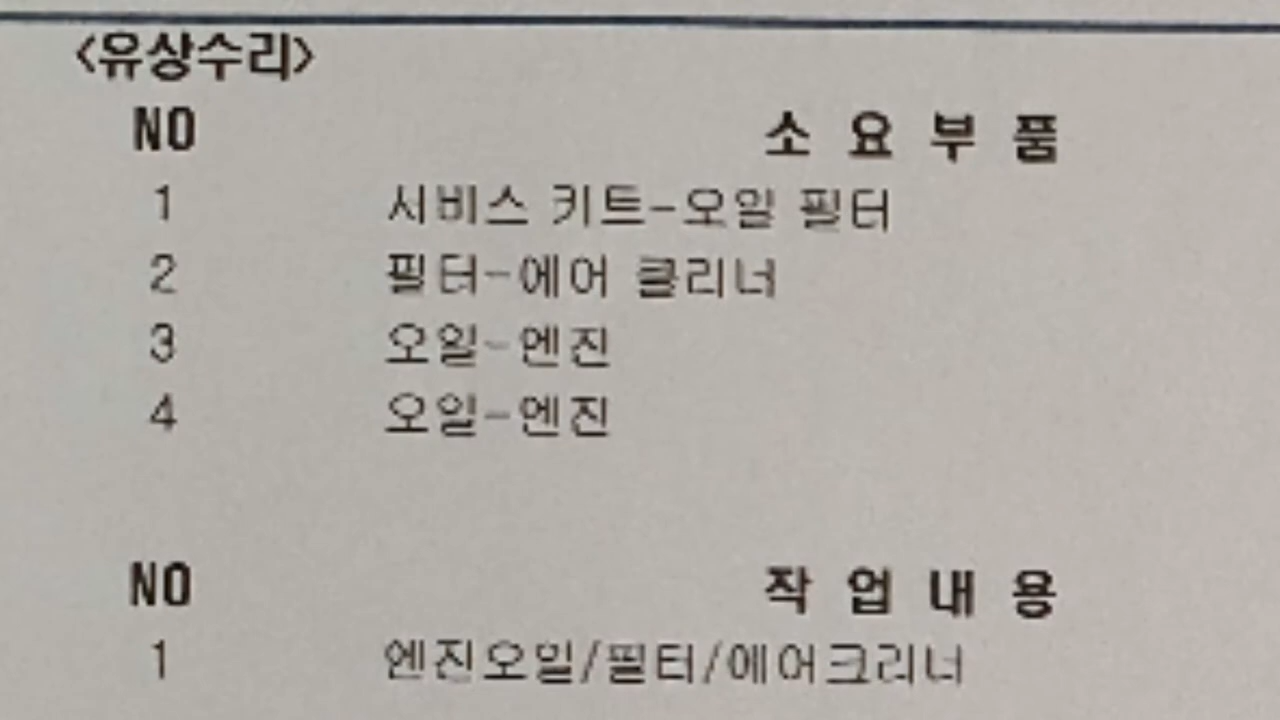 <유상수리>
NO 소 요 부 품
1 서비스 키트-오일 필터
2 필터-에어 클리너
3 오일-엔진
4 오일-엔진
NO 작 업 내 용
1 엔진오일/필터/에어크리너